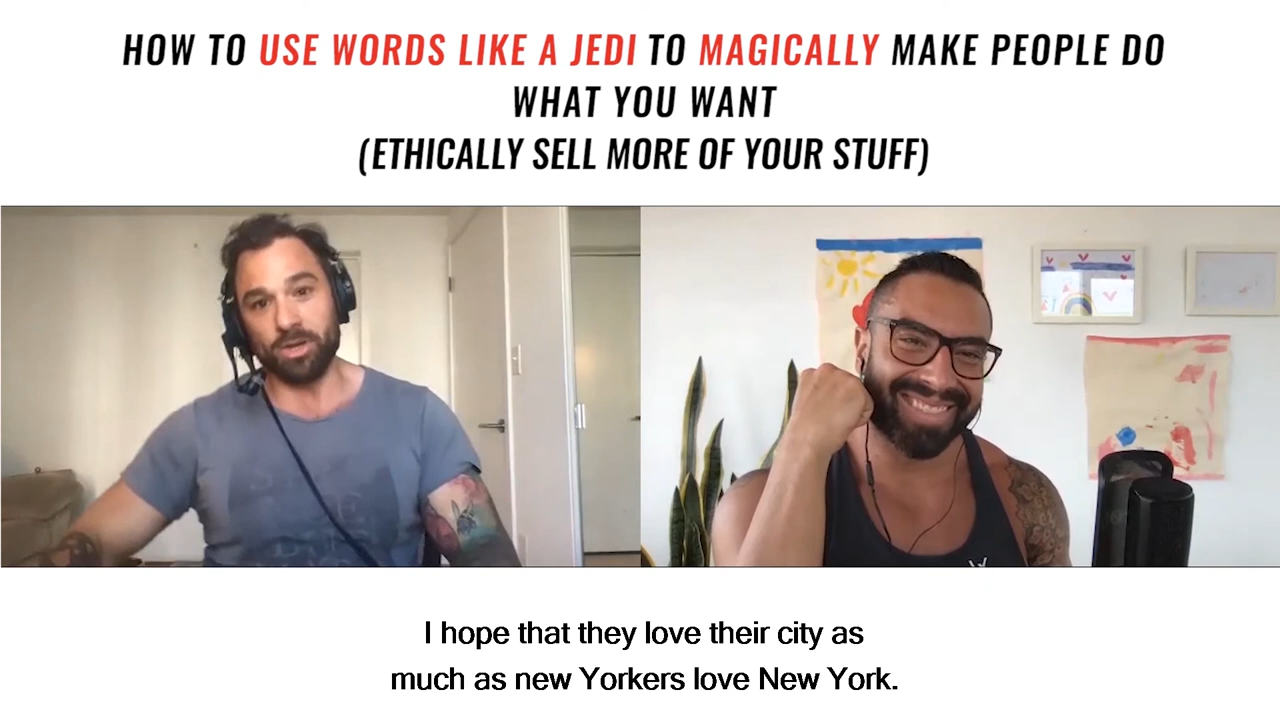 HOW TO USE WORDS LIKE A JEDI TO MAGICALLY MAKE PEOPLE DO
WHAT YOU WANT
(ETHICALLY SELL MORE OF YOUR STUFF)
I hope that they love their city as
much as new Yorkers love New York.